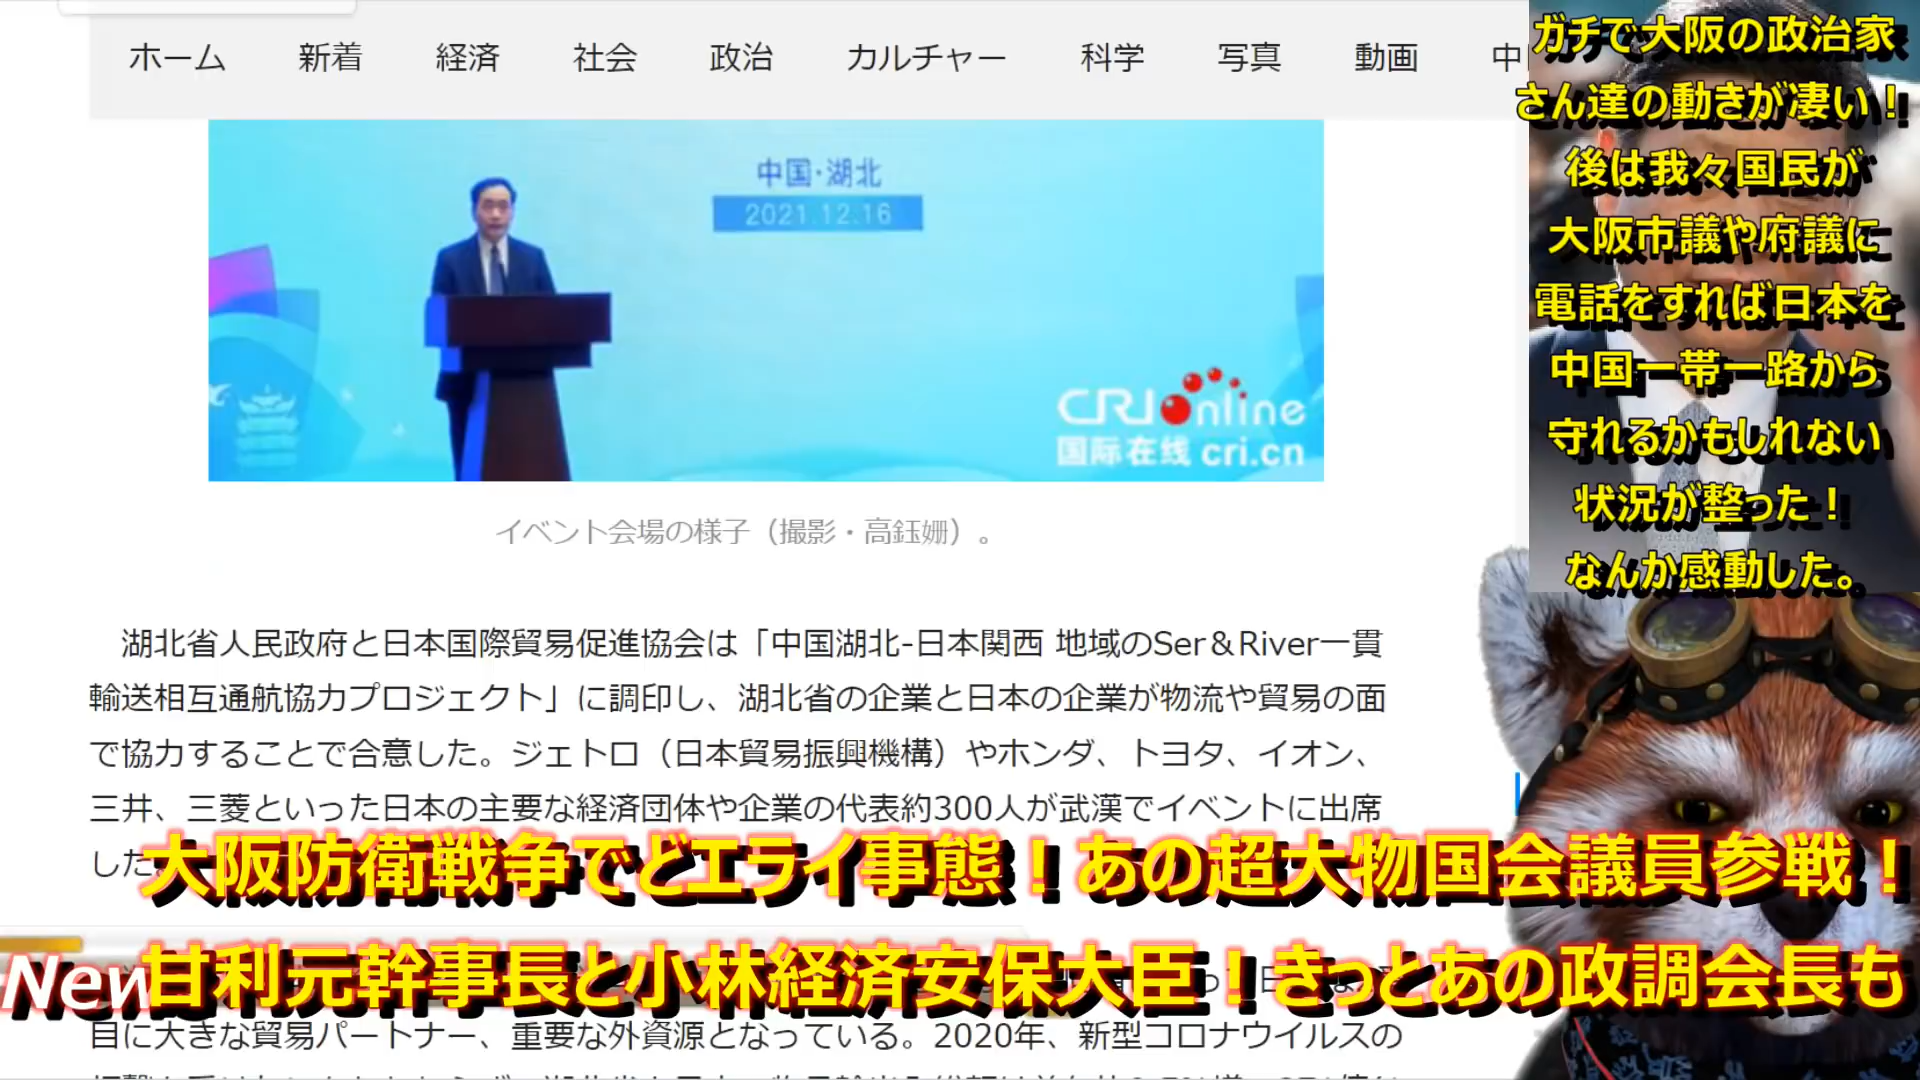 ホーム 新着 経済 社会 政治 カルチャー 科学 写真 動画 中
中国·湖北
2021.12.16
CRIonline
国际在线 cri.cn
イベント会場の様子（撮影・高鈺姗）。
湖北省人民政府と日本国際貿易促進協会は「中国湖北-日本関西 地域のSer＆River一貫
輸送相互通航協力プロジェクト」に調印し、湖北省の企業と日本の企業が物流や貿易の面
で協力することで合意した。ジェトロ（日本貿易振興機構）やホンダ、トヨタ、イオン、
三井、三菱といった日本の主要な経済団体や企業の代表約300人が武漢でイベントに出席
した
目に大きな貿易パートナー、重要な外資源となっている。2020年、新型コロナウイルスの
ガチで大阪の政治家
さん達の動きが凄い！
後は我々国民が
大阪市議や府議に
電話をすれば日本を
中国一帯一路から
守れるかもしれない
状況が整った！
なんか感動した。
大阪防衛戦争でどエライ事態！あの超大物国会議員参戦！
New
甘利元幹事長と小林経済安保大臣！きっとあの政調会長も